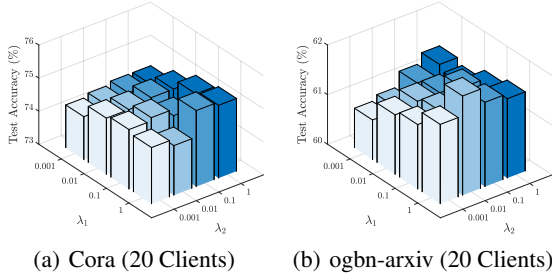 76
75
74
73
Test Accuracy (%)
0.001
0.01
0.1
1
λ1
0.001
0.01
0.1
1
λ2
62
61
60
Test Accuracy (%)
0.001
0.01
0.1
1
λ1
0.001
0.01
0.1
1
λ2
(a) Cora (20 Clients)
(b) ogbn-arxiv (20 Clients)